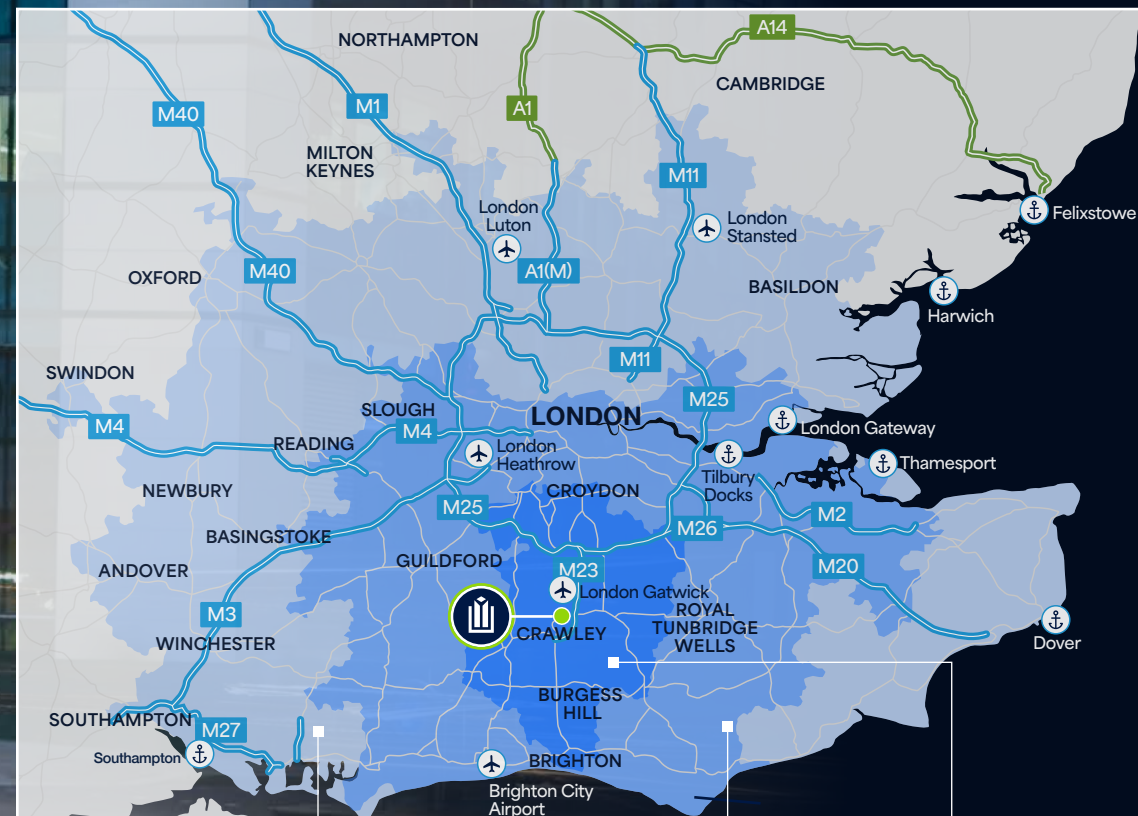 A14
NORTHAMPTON
CAMBRIDGE
M40
M1
A1
MILTON
KEYNES
M11
London
Luton
London
Stansted
Felixstowe
OXFORD
M40
A1(M)
BASILDON
Harwich
M11
SWINDON
M25
SLOUGH
LONDON
M4
M4
London Gateway
READING
London
Heathrow
Thamesport
Tilbury
Docks
NEWBURY
CROYDON
M25
M2
M26
BASINGSTOKE
GUILDFORD
M23
M20
ANDOVER
London Gatwick
M3
ROYAL
TUNBRIDGE
WELLS
CRAWLEY
WINCHESTER
Dover
BURGESS
HILL
SOUTHAMPTON
M27
Southampton
BRIGHTON
Brighton City
Airport